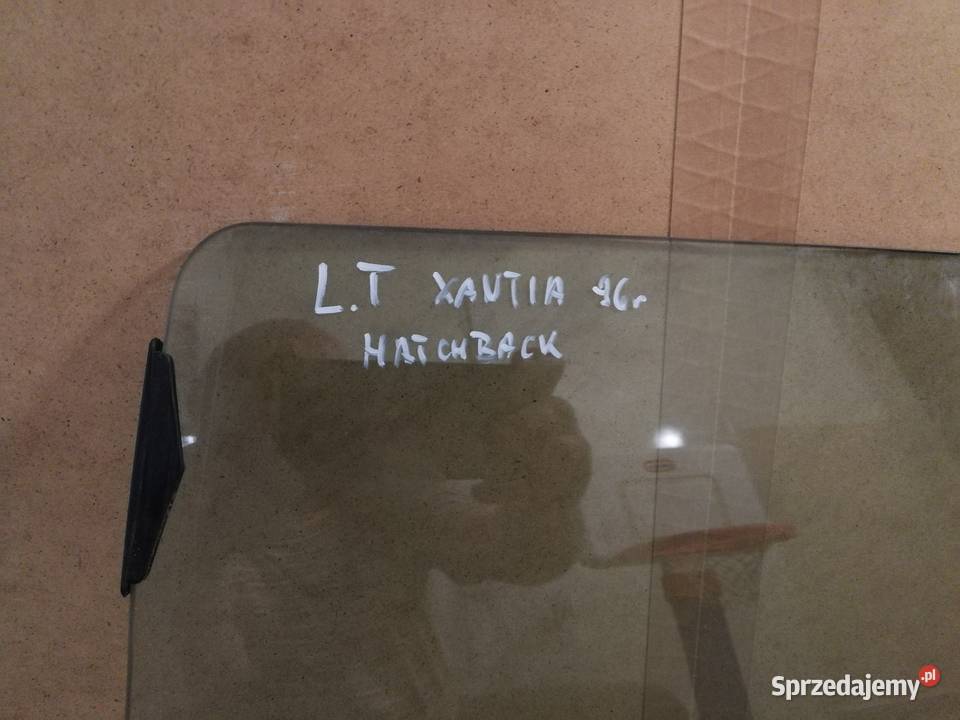 L.T XANTIA 96r
HATCHBACK
Sprzedajemy.pl